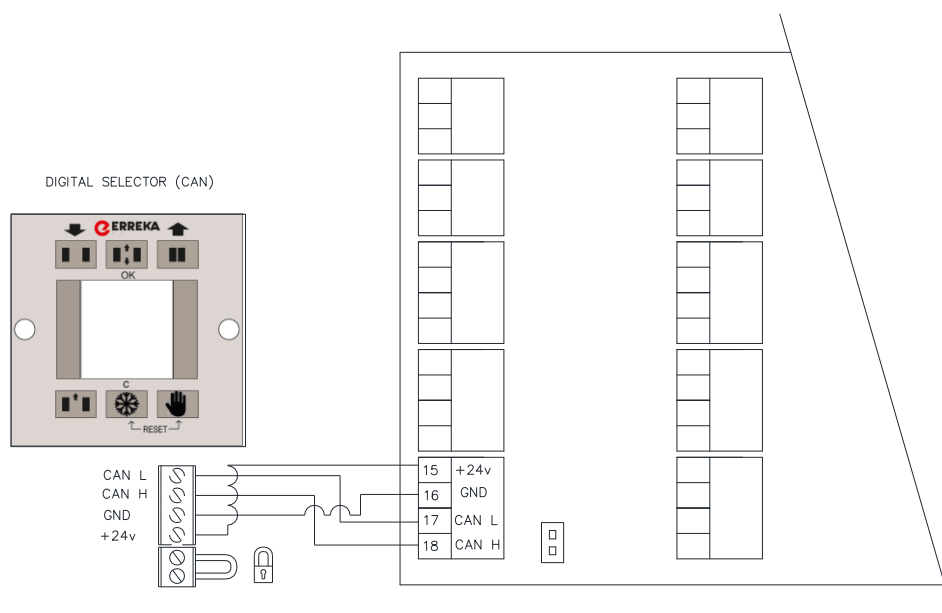 DIGITAL SELECTOR (CAN)
ERREKA
OK
C
RESET
CAN L
CAN H
GND
+24v
15 +24v
16 GND
17 CAN L
18 CAN H